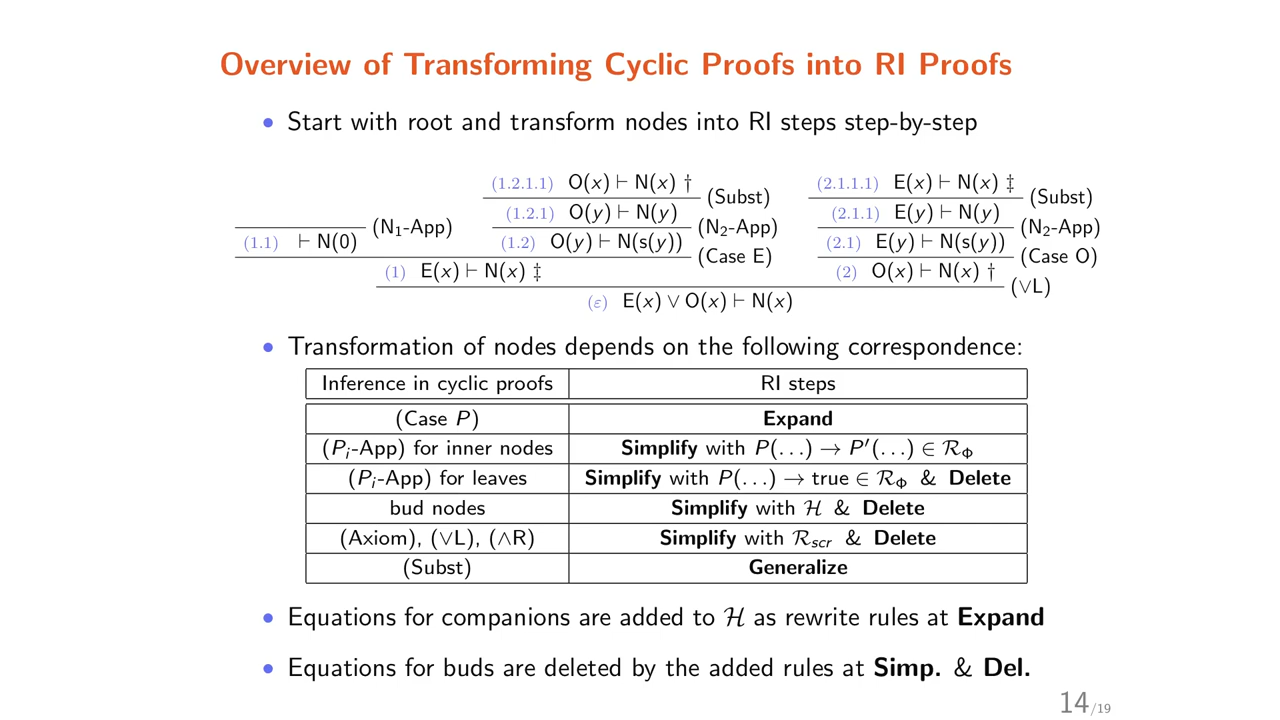 Overview of Transforming Cyclic Proofs into RI Proofs
• Start with root and transform nodes into RI steps step-by-step
(1.2.1.1) O(x) ⊢ N(x) † (Subst) (2.1.1.1) E(x) ⊢ N(x) ‡ (Subst)
(N₁-App) (1.2.1) O(y) ⊢ N(y) (N₂-App) (2.1.1) E(y) ⊢ N(y) (N₂-App)
(1.1) ⊢ N(0) (1.2) O(y) ⊢ N(s(y)) (Case E) (2.1) E(y) ⊢ N(s(y)) (Case O)
(1) E(x) ⊢ N(x) ‡ (2) O(x) ⊢ N(x) † (∨L)
(ε) E(x) ∨ O(x) ⊢ N(x)
• Transformation of nodes depends on the following correspondence:
Inference in cyclic proofs RI steps
(Case P) Expand
(Pᵢ-App) for inner nodes Simplify with P(...) → P′(...) ∈ ℛ_Φ
(Pᵢ-App) for leaves Simplify with P(...) → true ∈ ℛ_Φ & Delete
bud nodes Simplify with ℋ & Delete
(Axiom), (∨L), (∧R) Simplify with ℛ_scr & Delete
(Subst) Generalize
• Equations for companions are added to ℋ as rewrite rules at Expand
• Equations for buds are deleted by the added rules at Simp. & Del.
14/19